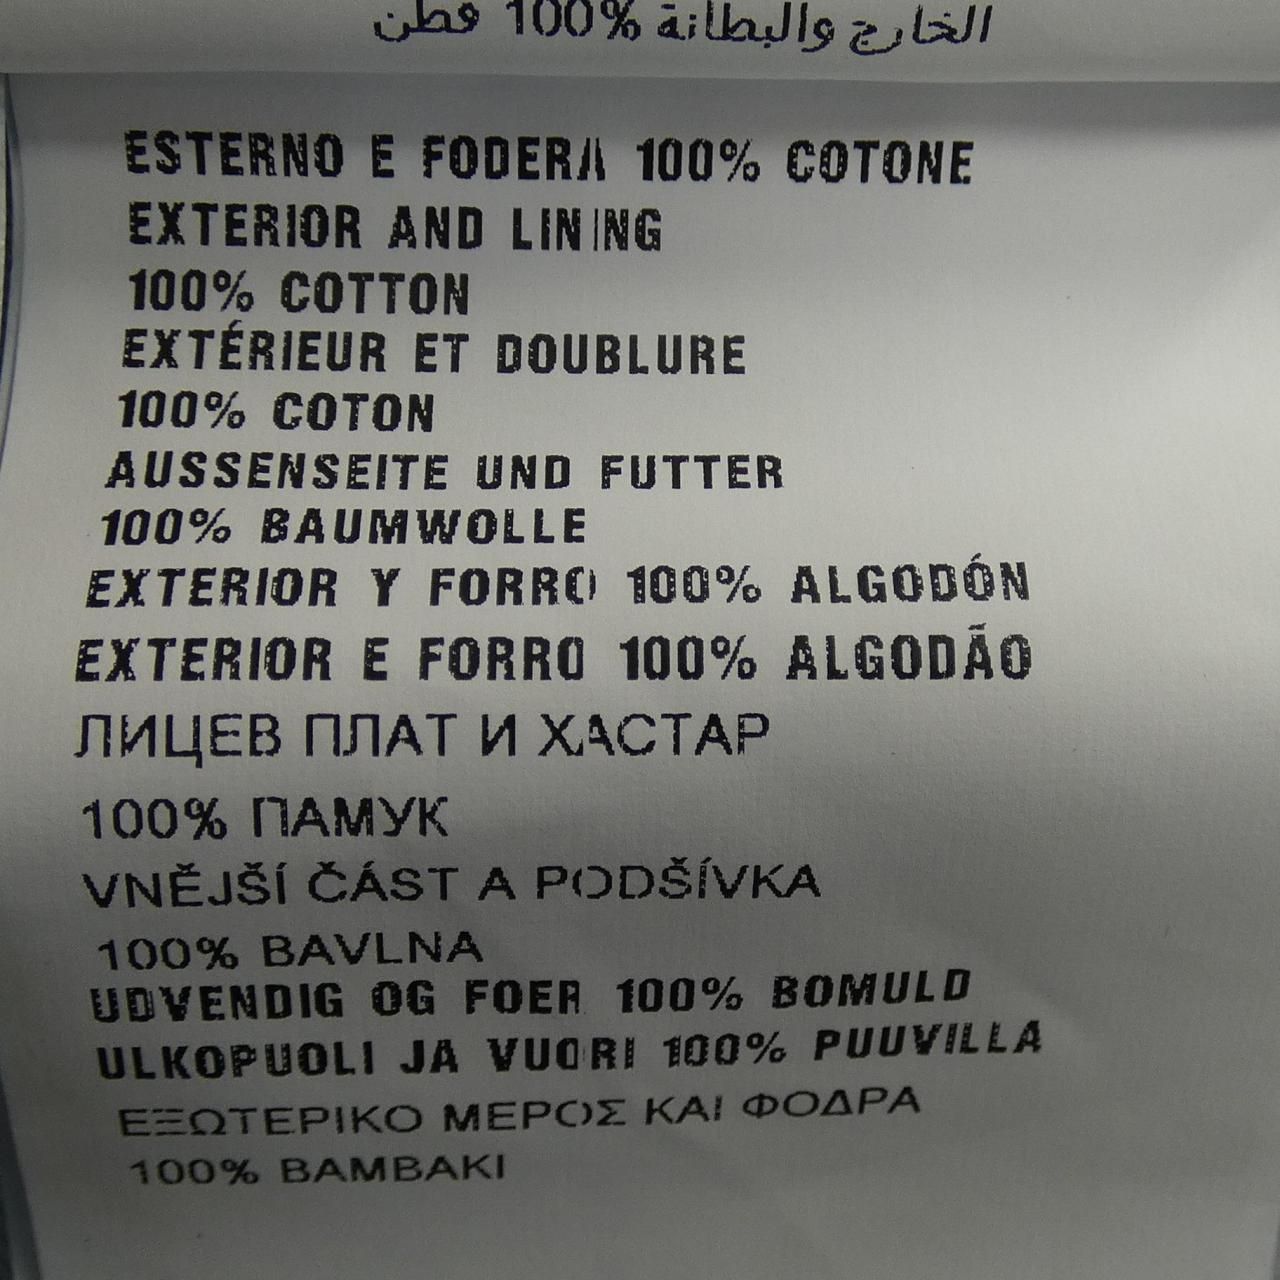 الخارج والبطانة 100% قطن
ESTERNO E FODERA 100% COTONE
EXTERIOR AND LINING
100% COTTON
EXTÉRIEUR ET DOUBLURE
100% COTON
AUSSENSEITE UND FUTTER
100% BAUMWOLLE
EXTERIOR Y FORRO 100% ALGODÓN
EXTERIOR E FORRO 100% ALGODÃO
ЛИЦЕВ ПЛАТ И ХАСТАР
100% ПАМУК
VNĚJŠÍ ČÁST A PODŠÍVKA
100% BAVLNA
UDVENDIG OG FOER 100% BOMULD
ULKOPUOLI JA VUORI 100% PUUVILLA
ΕΞΩΤΕΡΙΚΟ ΜΕΡΟΣ ΚΑΙ ΦΟΔΡΑ
100% ΒΑΜΒΑΚΙ